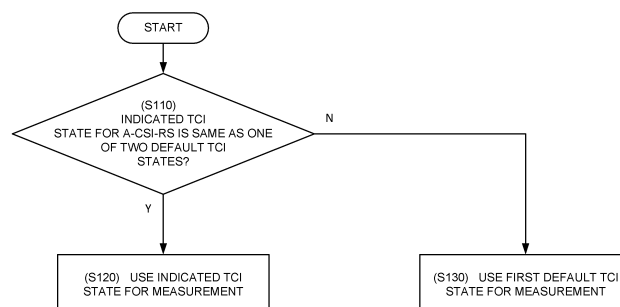 START
(S110)
INDICATED TCI
STATE FOR A-CSI-RS IS SAME AS ONE
OF TWO DEFAULT TCI
STATES?
N
Y
(S120) USE INDICATED TCI
STATE FOR MEASUREMENT
(S130) USE FIRST DEFAULT TCI
STATE FOR MEASUREMENT